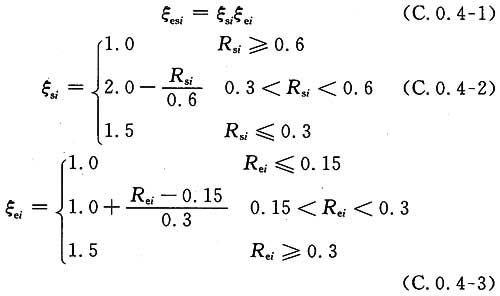 ξesi = ξsiξei (C.0.4-1)
ξsi = { 1.0 Rsi ⩾ 0.6
2.0 − Rsi/0.6 0.3 < Rsi < 0.6 (C.0.4-2)
1.5 Rsi ⩽ 0.3
ξei = { 1.0 Rei ⩽ 0.15
1.0 + (Rei − 0.15)/0.3 0.15 < Rei < 0.3
1.5 Rei ⩾ 0.3
(C.0.4-3)